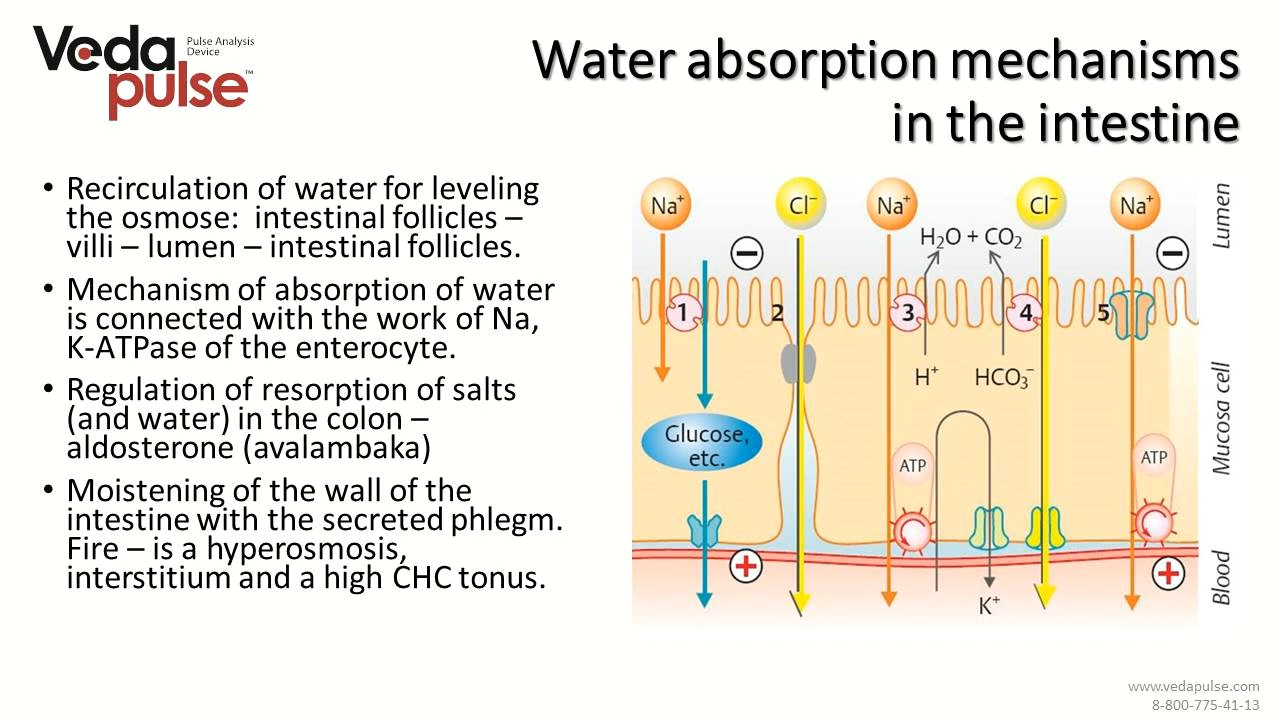 Veda
pulse™
Pulse Analysis
Device
Water absorption mechanisms
in the intestine
• Recirculation of water for leveling
the osmose: intestinal follicles –
villi – lumen – intestinal follicles.
• Mechanism of absorption of water
is connected with the work of Na,
K-ATPase of the enterocyte.
• Regulation of resorption of salts
(and water) in the colon –
aldosterone (avalambaka)
• Moistening of the wall of the
intestine with the secreted phlegm.
Fire – is a hyperosmosis,
interstitium and a high CHC tonus.
Na⁺ Cl⁻ Na⁺ Cl⁻ Na⁺
Lumen
H₂O + CO₂
− −
1 2 3 4 5
H⁺ HCO₃⁻
Mucosa cell
Glucose,
etc.
ATP ATP
+ +
Blood
K⁺
www.vedapulse.com
8-800-775-41-13